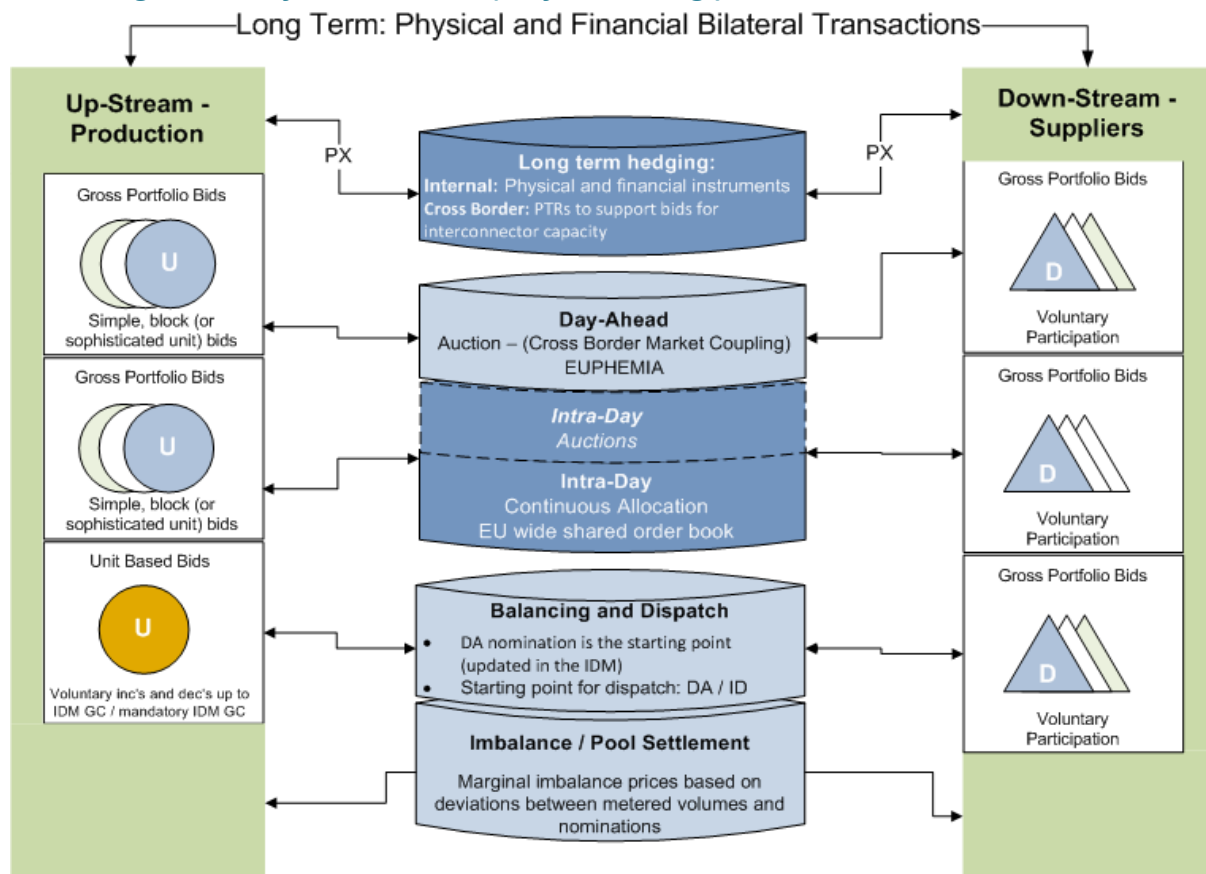 Long Term: Physical and Financial Bilateral Transactions
Up-Stream -
Production
Gross Portfolio Bids
U
Simple, block (or
sophisticated unit) bids
Gross Portfolio Bids
U
Simple, block (or
sophisticated unit) bids
Unit Based Bids
U
Voluntary inc's and dec's up to
IDM GC / mandatory IDM GC
PX
Long term hedging:
Internal: Physical and financial instruments
Cross Border: PTRs to support bids for
interconnector capacity
Day-Ahead
Auction – (Cross Border Market Coupling)
EUPHEMIA
Intra-Day
Auctions
Intra-Day
Continuous Allocation
EU wide shared order book
Balancing and Dispatch
• DA nomination is the starting point
(updated in the IDM)
• Starting point for dispatch: DA / ID
Imbalance / Pool Settlement
Marginal imbalance prices based on
deviations between metered volumes and
nominations
PX
Down-Stream -
Suppliers
Gross Portfolio Bids
D
Voluntary
Participation
Gross Portfolio Bids
D
Voluntary
Participation
Gross Portfolio Bids
D
Voluntary
Participation